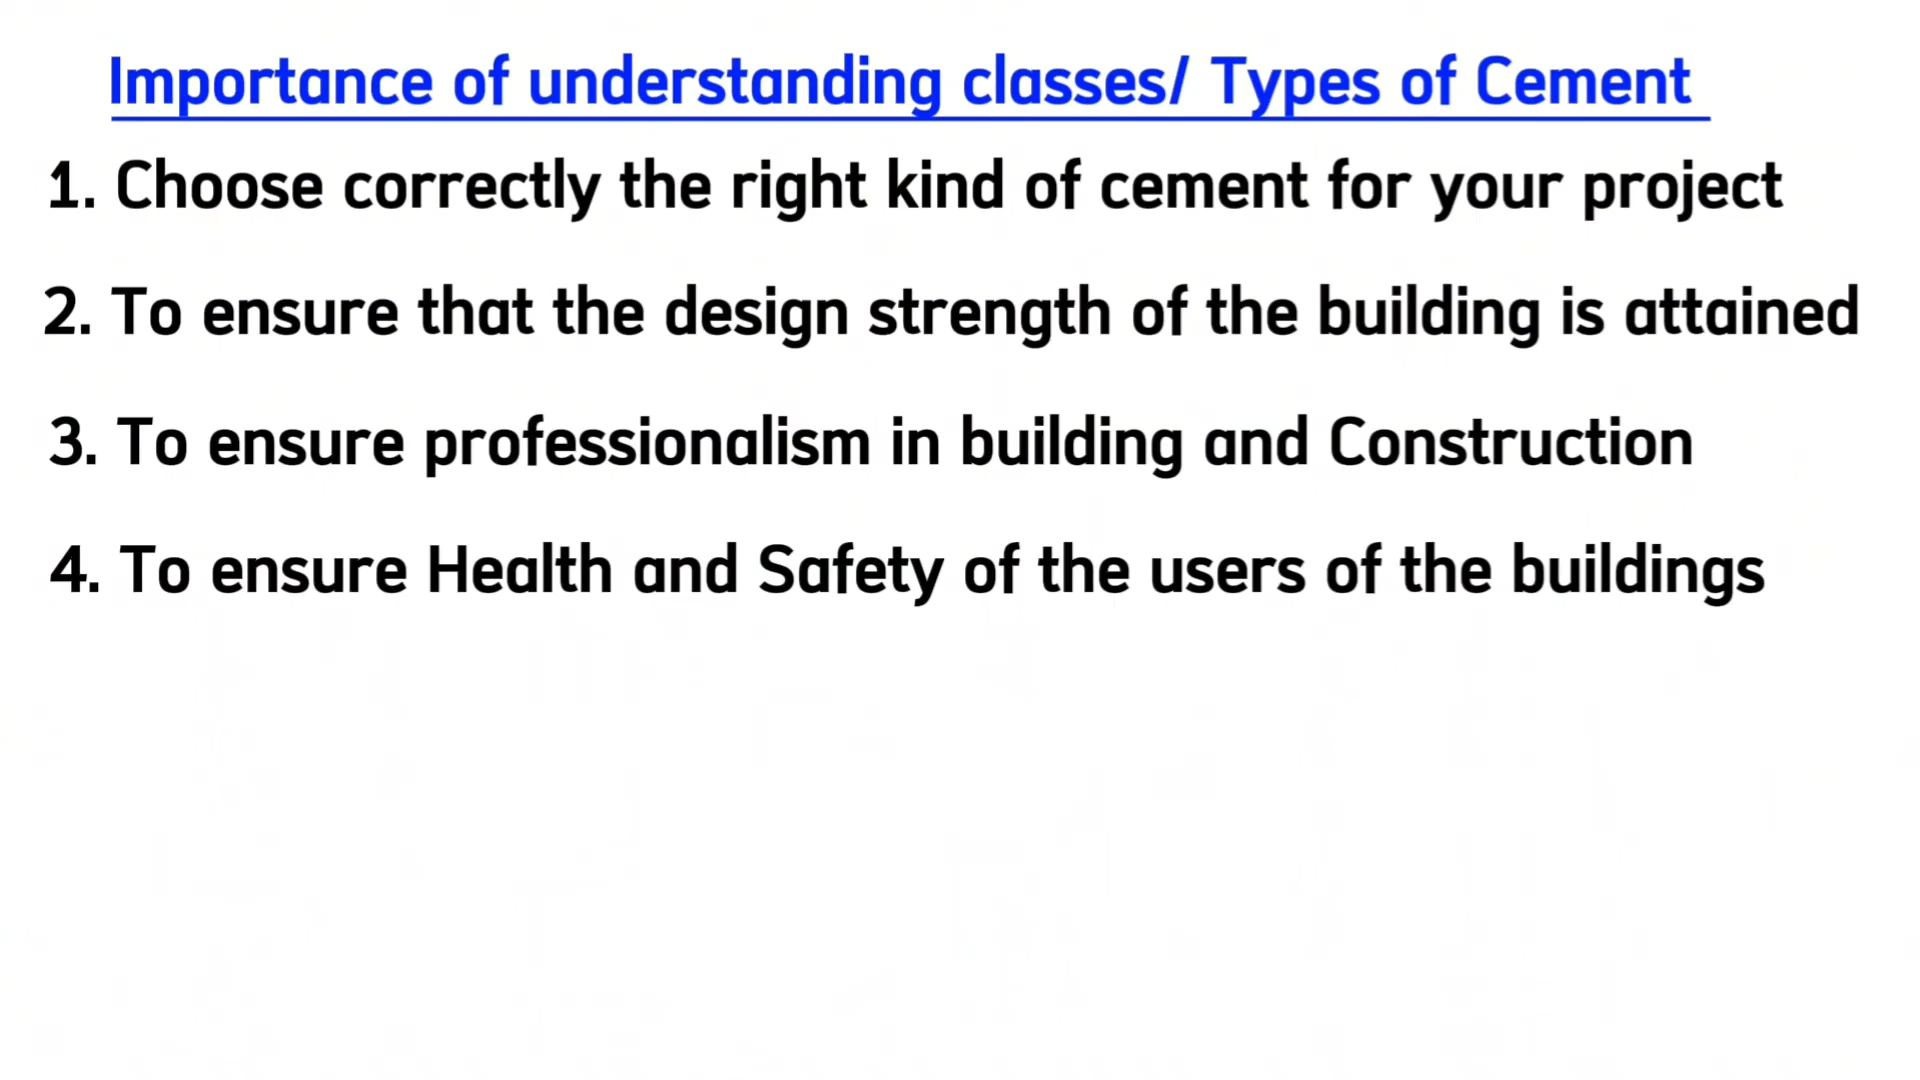 Importance of understanding classes/ Types of Cement
1. Choose correctly the right kind of cement for your project
2. To ensure that the design strength of the building is attained
3. To ensure professionalism in building and Construction
4. To ensure Health and Safety of the users of the buildings